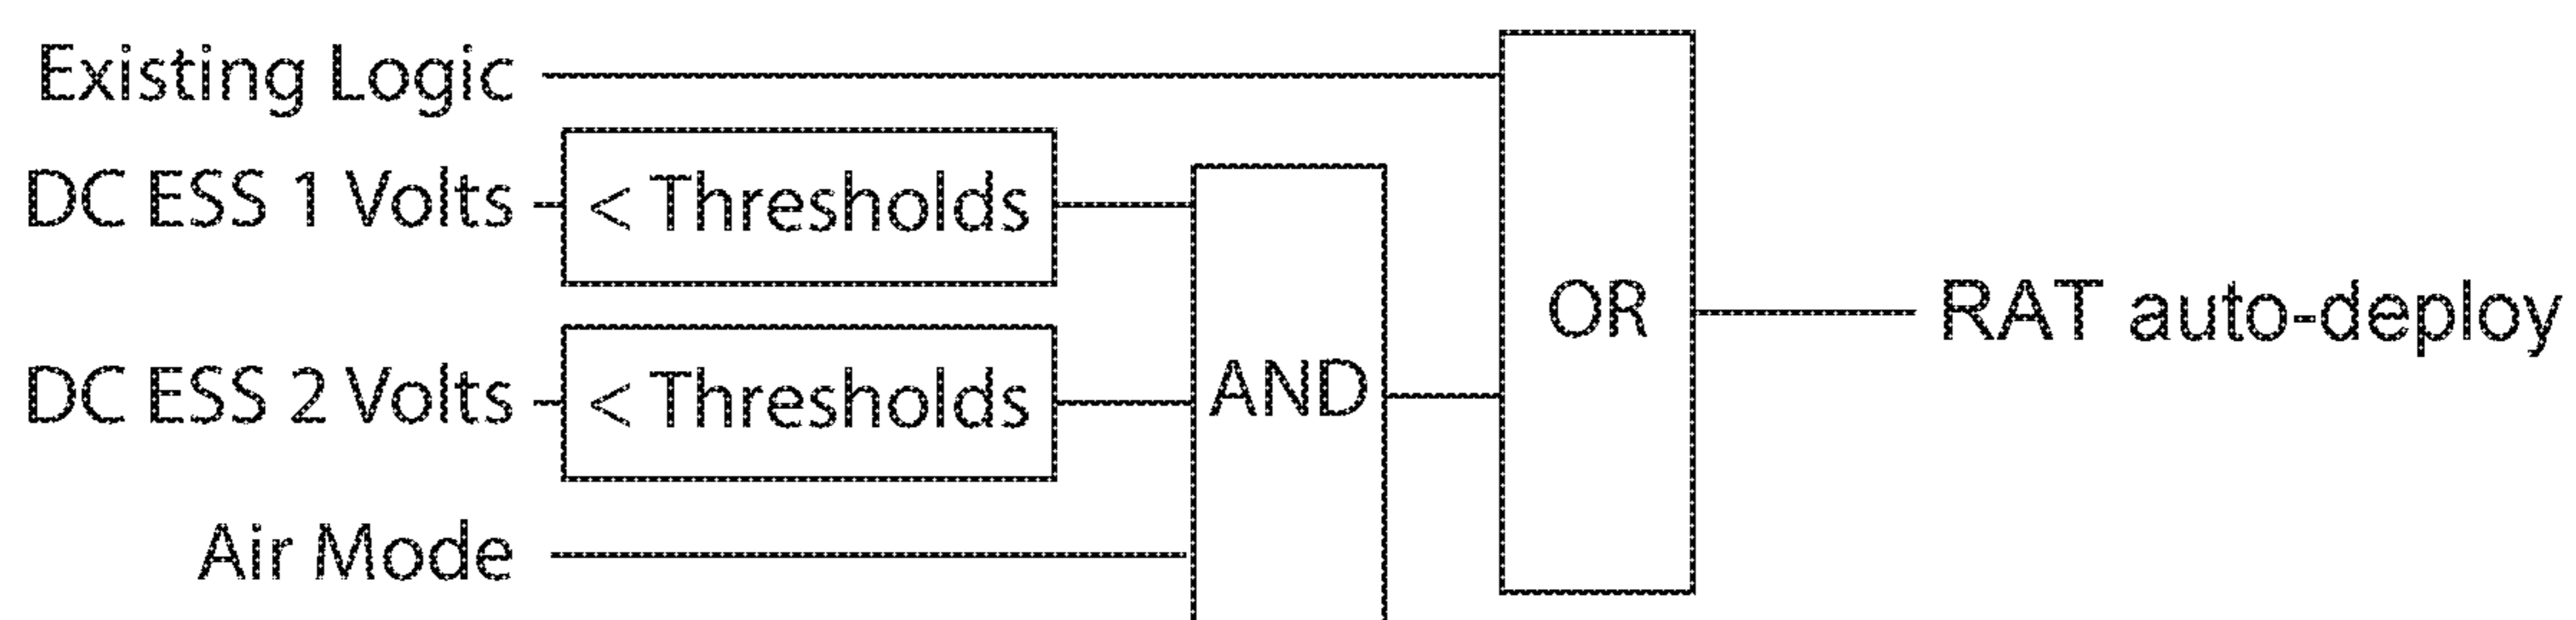 Existing Logic
DC ESS 1 Volts
< Thresholds
DC ESS 2 Volts
< Thresholds
Air Mode
AND
OR
RAT auto-deploy